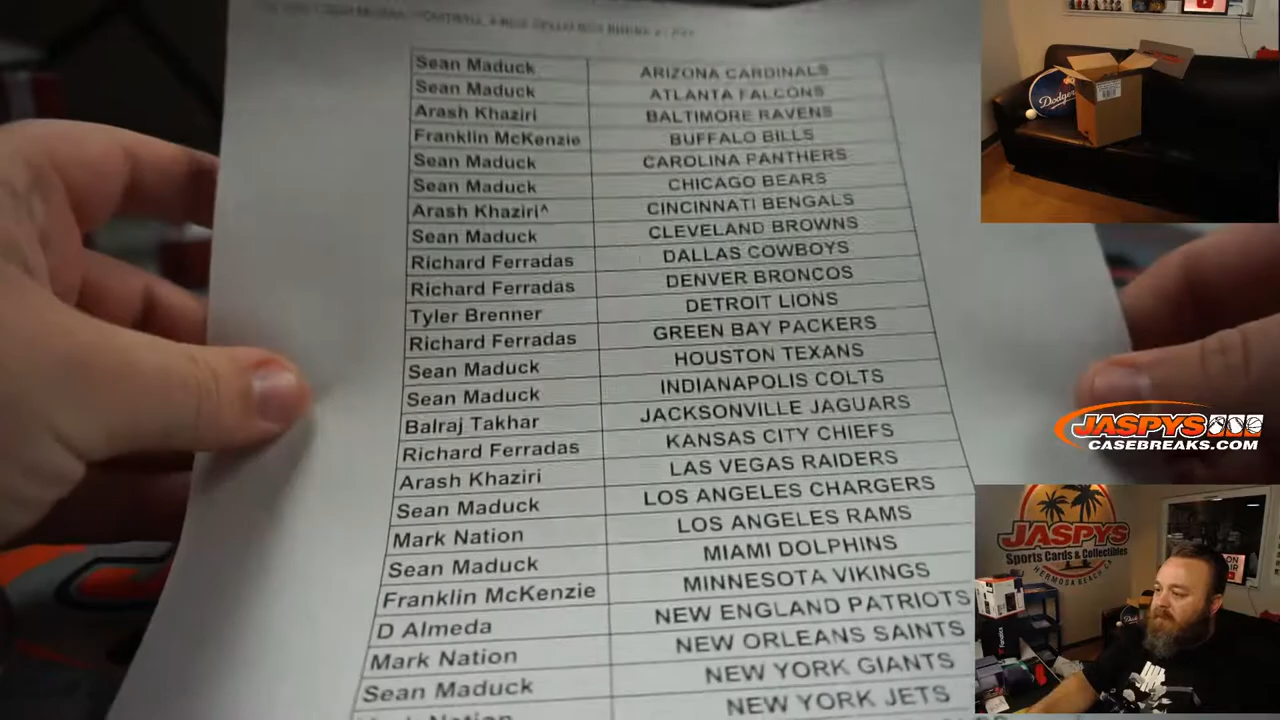 Sean Maduck ARIZONA CARDINALS
Sean Maduck ATLANTA FALCONS
Arash Khaziri BALTIMORE RAVENS
Franklin McKenzie BUFFALO BILLS
Sean Maduck CAROLINA PANTHERS
Sean Maduck CHICAGO BEARS
Arash Khaziri^ CINCINNATI BENGALS
Sean Maduck CLEVELAND BROWNS
Richard Ferradas DALLAS COWBOYS
Richard Ferradas DENVER BRONCOS
Tyler Brenner DETROIT LIONS
Richard Ferradas GREEN BAY PACKERS
Sean Maduck HOUSTON TEXANS
Sean Maduck INDIANAPOLIS COLTS
Balraj Takhar JACKSONVILLE JAGUARS
Richard Ferradas KANSAS CITY CHIEFS
Arash Khaziri LAS VEGAS RAIDERS
Sean Maduck LOS ANGELES CHARGERS
Mark Nation LOS ANGELES RAMS
Sean Maduck MIAMI DOLPHINS
Franklin McKenzie MINNESOTA VIKINGS
D Almeda NEW ENGLAND PATRIOTS
Mark Nation NEW ORLEANS SAINTS
Sean Maduck NEW YORK GIANTS
Mark Nation NEW YORK JETS
Dodgers
JASPYS
CASEBREAKS.COM
JASPYS
Sports Cards & Collectibles
HERMOSA BEACH, CA
ON AIR